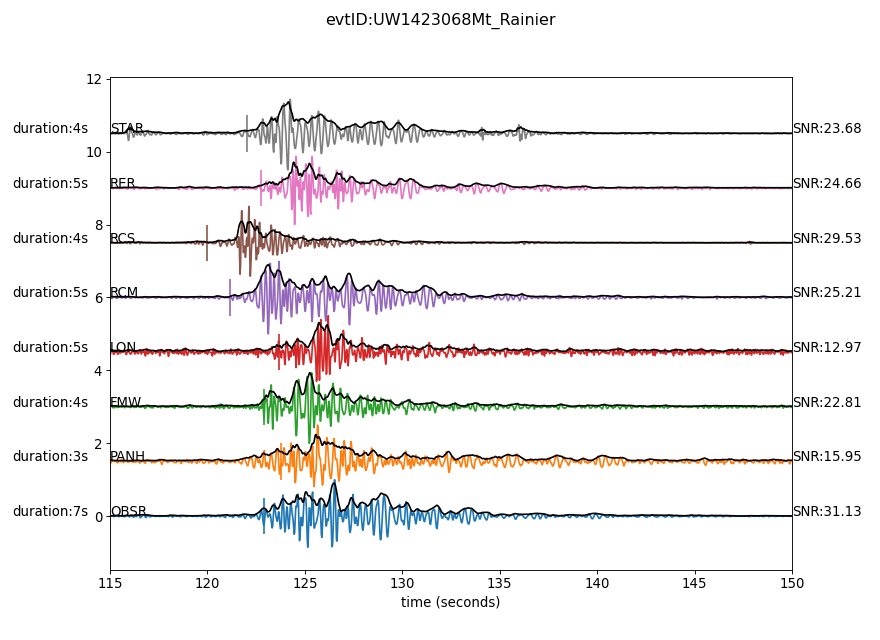 evtID:UW1423068Mt_Rainier
12
duration:4s STAR SNR:23.68
10
duration:5s RER SNR:24.66
8
duration:4s RCS SNR:29.53
duration:5s RCM SNR:25.21
6
duration:5s LON SNR:12.97
4
duration:4s FMW SNR:22.81
2
duration:3s PANH SNR:15.95
duration:7s OBSR SNR:31.13
0
115 120 125 130 135 140 145 150
time (seconds)